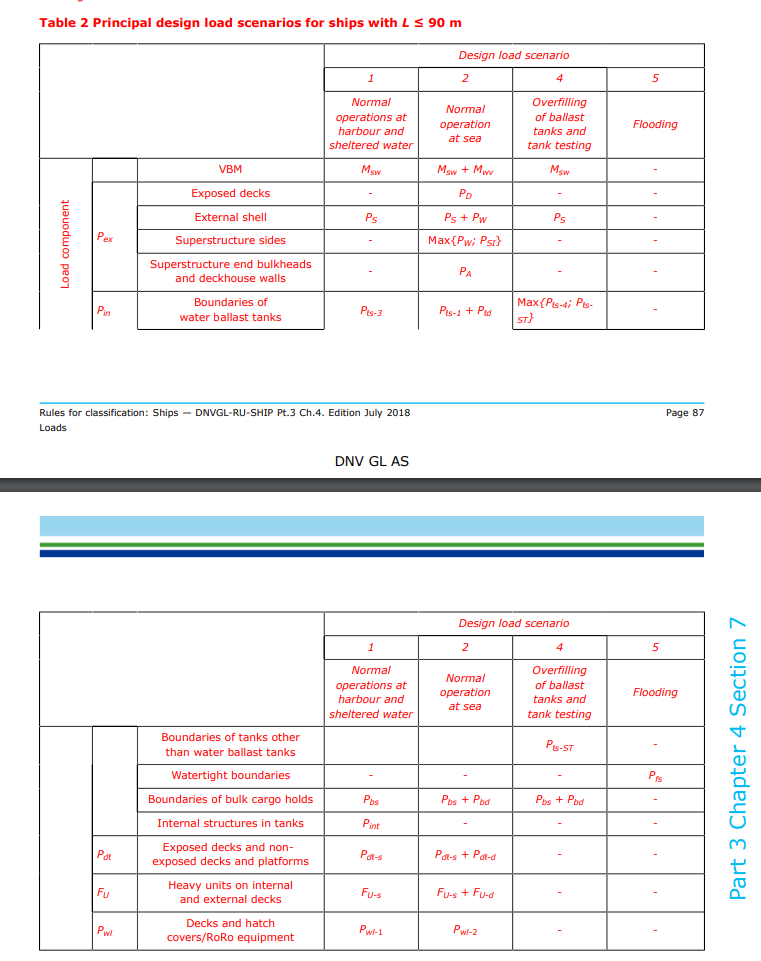 Table 2 Principal design load scenarios for ships with L ≤ 90 m
Design load scenario
1 2 4 5
Normal operations at harbour and sheltered water Normal operation at sea Overfilling of ballast tanks and tank testing Flooding
Load component
VBM Msw Msw + Mwv Msw -
Pex
Exposed decks - PD - -
External shell PS PS + PW PS -
Superstructure sides - Max{PW; PSI} - -
Superstructure end bulkheads and deckhouse walls - PA - -
Pin Boundaries of water ballast tanks Pls-3 Pls-1 + Pld Max{Pls-4; Pls-ST} -
Rules for classification: Ships — DNVGL-RU-SHIP Pt.3 Ch.4. Edition July 2018 Page 87
Loads
DNV GL AS
Part 3 Chapter 4 Section 7
Design load scenario
1 2 4 5
Normal operations at harbour and sheltered water Normal operation at sea Overfilling of ballast tanks and tank testing Flooding
Boundaries of tanks other than water ballast tanks Pls-ST -
Watertight boundaries - - - Pfs
Boundaries of bulk cargo holds Pbs Pbs + Pbd Pbs + Pbd -
Internal structures in tanks Pint - - -
Pdt Exposed decks and non-exposed decks and platforms Pdt-s Pdt-s + Pdt-d - -
FU Heavy units on internal and external decks FU-s FU-s + FU-d - -
Pwl Decks and hatch covers/RoRo equipment Pwl-1 Pwl-2 - -